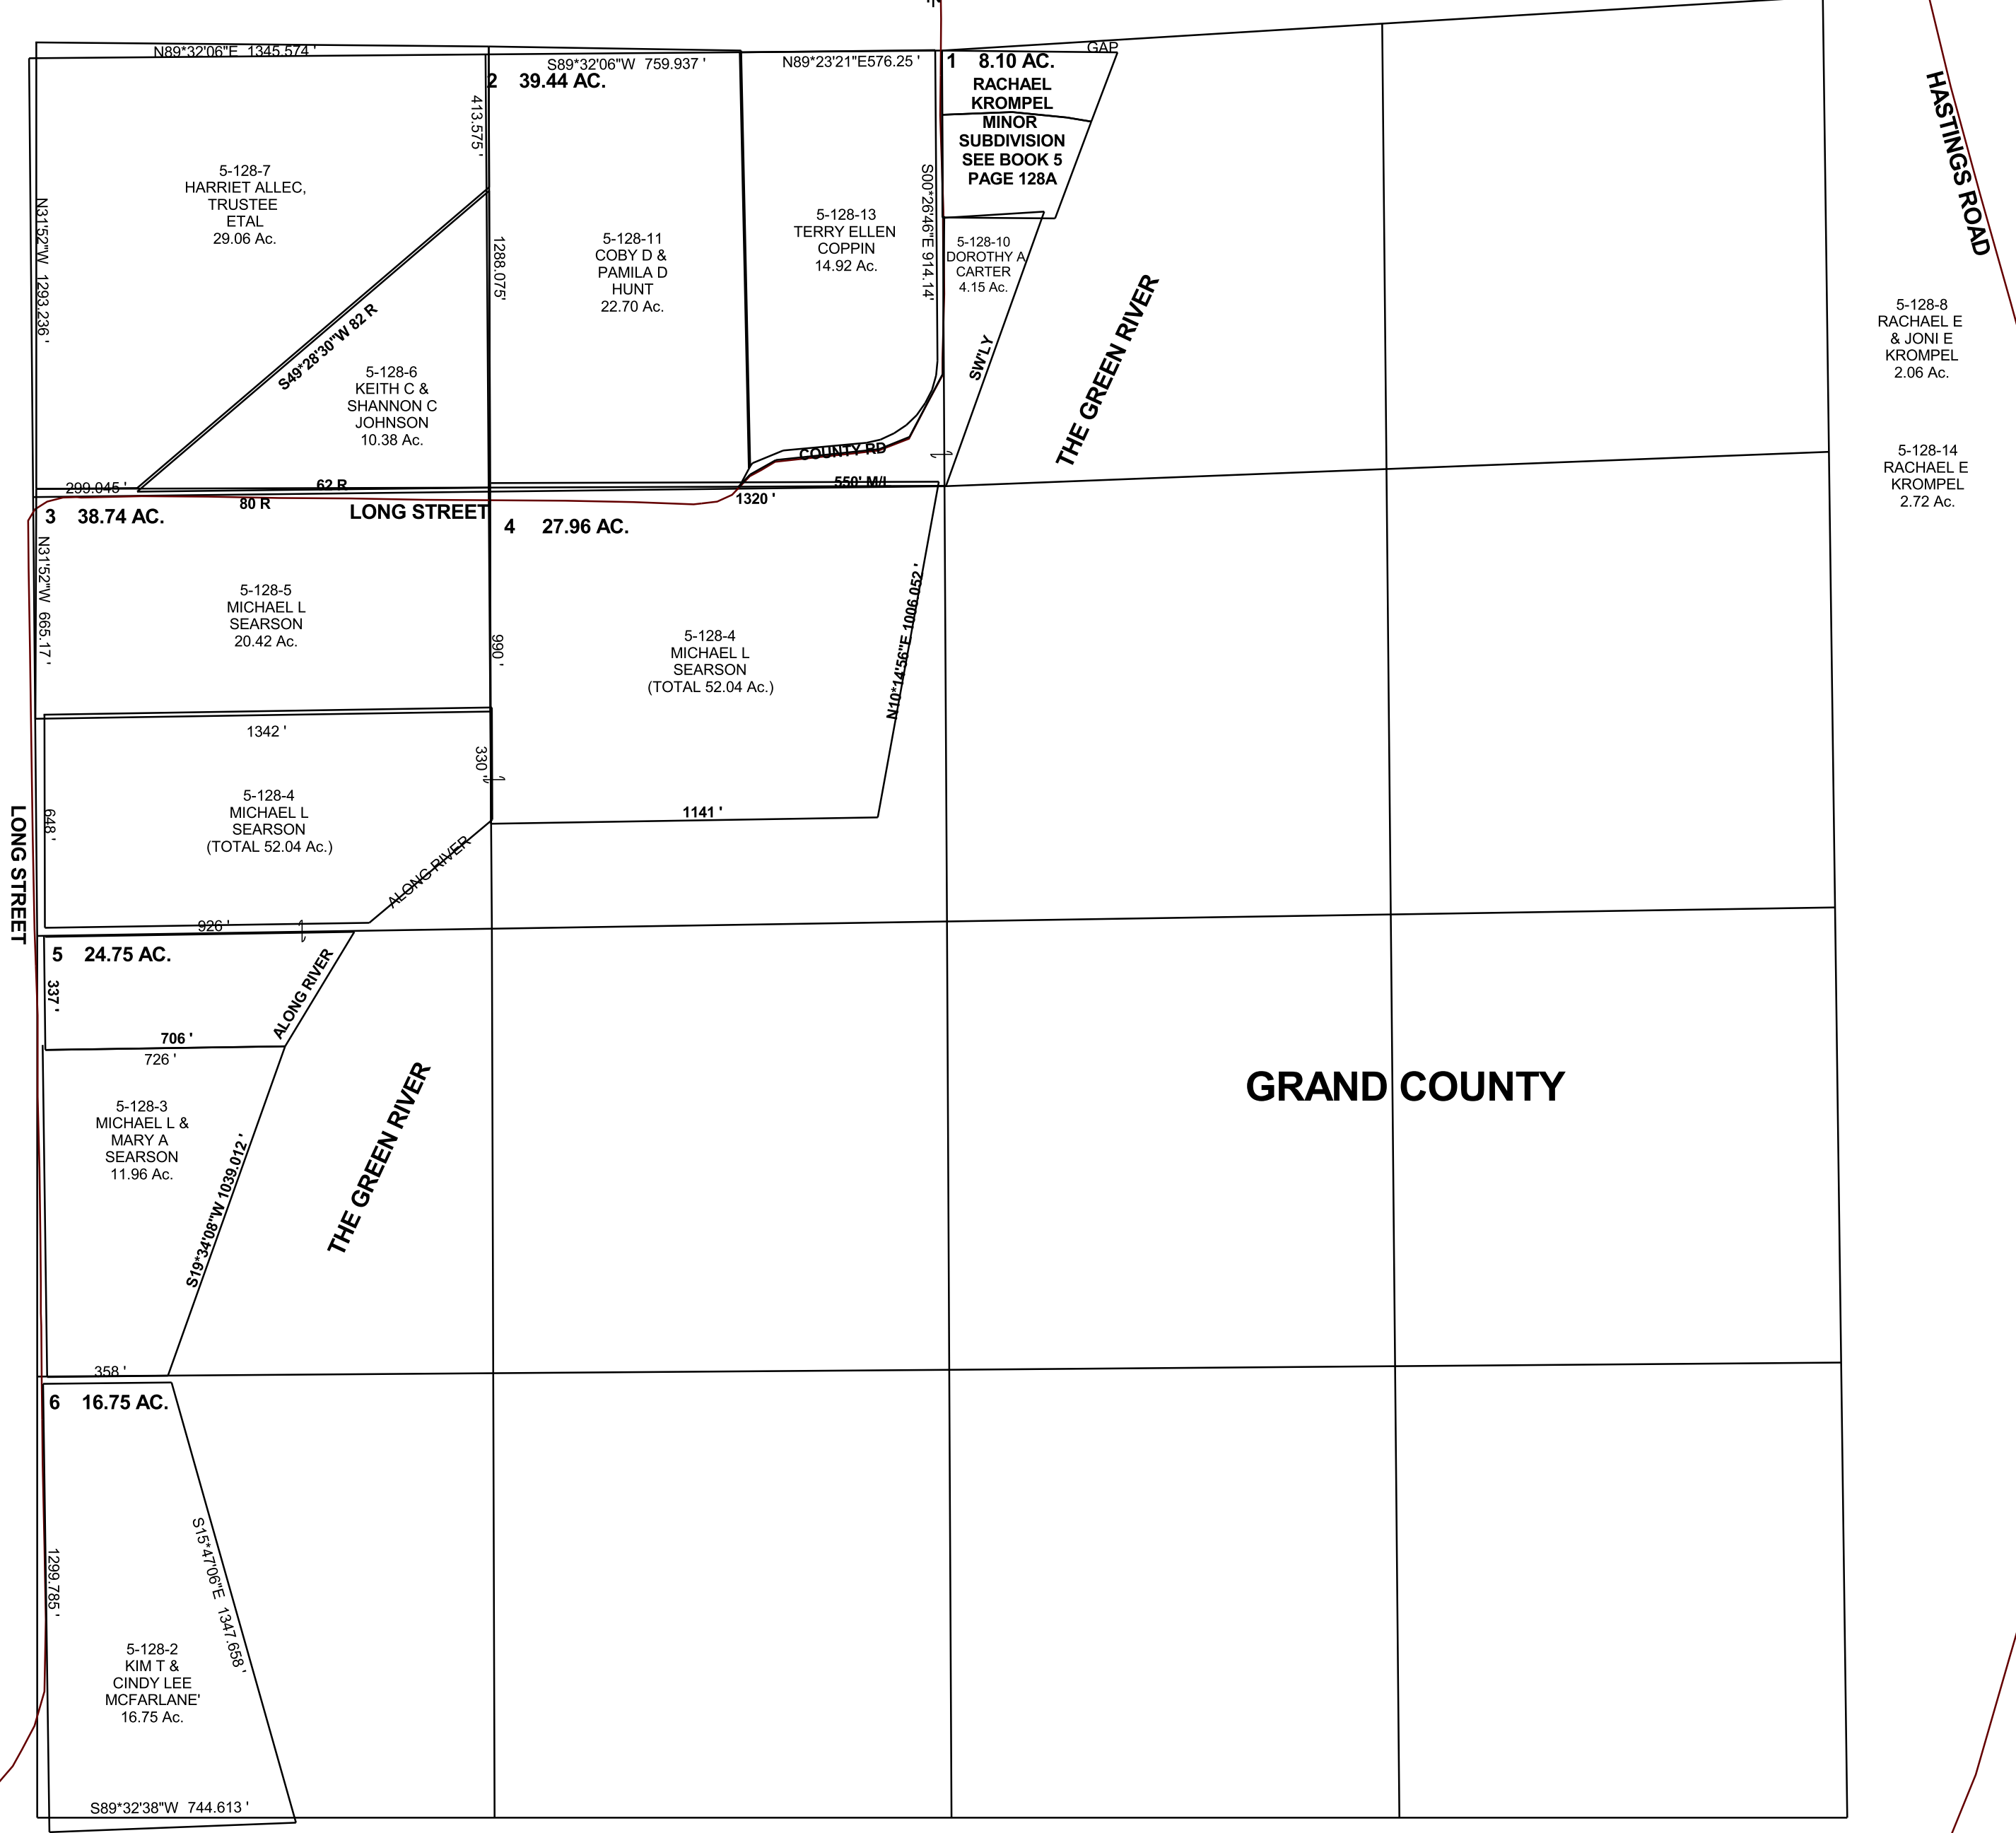 N89*32'06"E 1345.574 '
S89*32'06"W 759.937 '
N89*23'21"E576.25 '
GAP
1 8.10 AC.
RACHAEL
KROMPEL
MINOR
SUBDIVISION
SEE BOOK 5
PAGE 128A
2 39.44 AC.
413.575 '
HASTINGS ROAD
5-128-7
HARRIET ALLEC,
TRUSTEE
ETAL
29.06 Ac.
N31'52"W 1293.236 '
S49*28'30"W 82 R
5-128-6
KEITH C &
SHANNON C
JOHNSON
10.38 Ac.
1288.075'
5-128-11
COBY D &
PAMILA D
HUNT
22.70 Ac.
5-128-13
TERRY ELLEN
COPPIN
14.92 Ac.
S00*26'46"E 914.14'
5-128-10
DOROTHY A
CARTER
4.15 Ac.
SW'LY
THE GREEN RIVER
5-128-8
RACHAEL E
& JONI E
KROMPEL
2.06 Ac.
5-128-14
RACHAEL E
KROMPEL
2.72 Ac.
COUNTY RD
299.045 '
62 R
80 R
550' M/L
1320 '
LONG STREET
3 38.74 AC.
4 27.96 AC.
N31'52"W 665.17 '
5-128-5
MICHAEL L
SEARSON
20.42 Ac.
990 '
5-128-4
MICHAEL L
SEARSON
(TOTAL 52.04 Ac.)
N10*14'56"E 1006.052 '
1342 '
330 '
648 '
5-128-4
MICHAEL L
SEARSON
(TOTAL 52.04 Ac.)
1141 '
ALONG RIVER
LONG STREET
926 '
5 24.75 AC.
337 '
ALONG RIVER
706 '
726 '
5-128-3
MICHAEL L &
MARY A
SEARSON
11.96 Ac.
S19*34'08"W 1039.012 '
THE GREEN RIVER
GRAND COUNTY
358 '
6 16.75 AC.
1299.785 '
S15*47'06"E 1347.658 '
5-128-2
KIM T &
CINDY LEE
MCFARLANE'
16.75 Ac.
S89*32'38"W 744.613 '